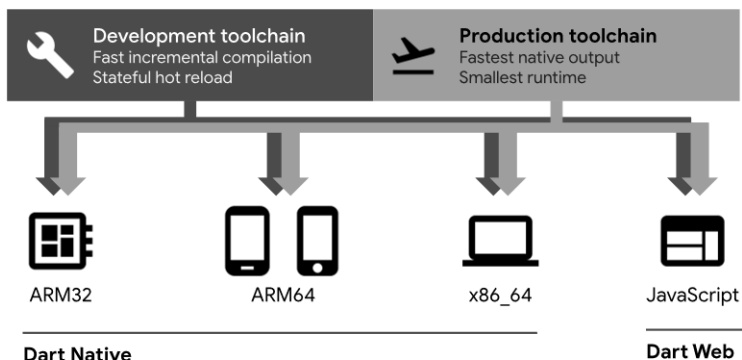 Development toolchain
Fast incremental compilation
Stateful hot reload
Production toolchain
Fastest native output
Smallest runtime
ARM32
ARM64
x86_64
JavaScript
Dart Native
Dart Web